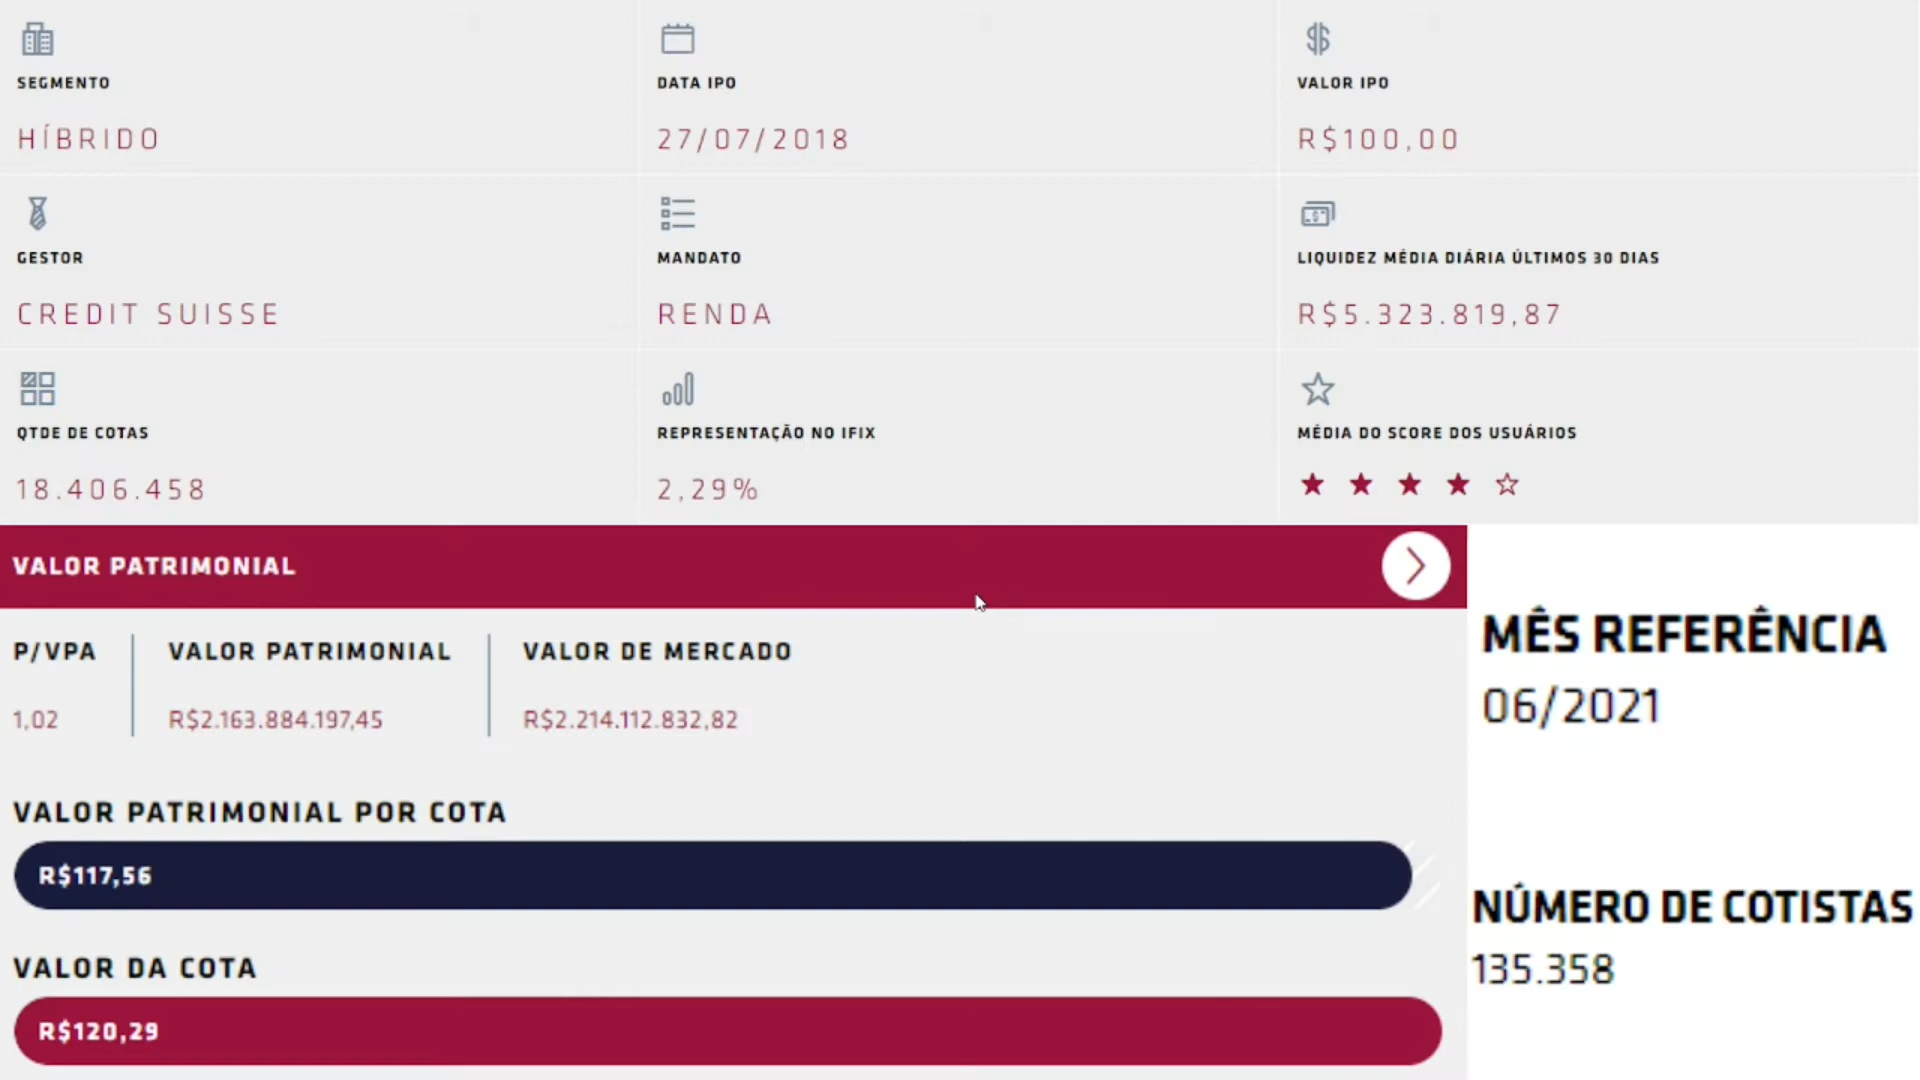 SEGMENTO
HÍBRIDO
DATA IPO
27/07/2018
VALOR IPO
R$100,00
GESTOR
CREDIT SUISSE
MANDATO
RENDA
LIQUIDEZ MÉDIA DIÁRIA ÚLTIMOS 30 DIAS
R$5.323.819,87
QTDE DE COTAS
18.406.458
REPRESENTAÇÃO NO IFIX
2,29%
MÉDIA DO SCORE DOS USUÁRIOS
VALOR PATRIMONIAL
P/VPA
1,02
VALOR PATRIMONIAL
R$2.163.884.197,45
VALOR DE MERCADO
R$2.214.112.832,82
VALOR PATRIMONIAL POR COTA
R$117,56
VALOR DA COTA
R$120,29
MÊS REFERÊNCIA
06/2021
NÚMERO DE COTISTAS
135.358